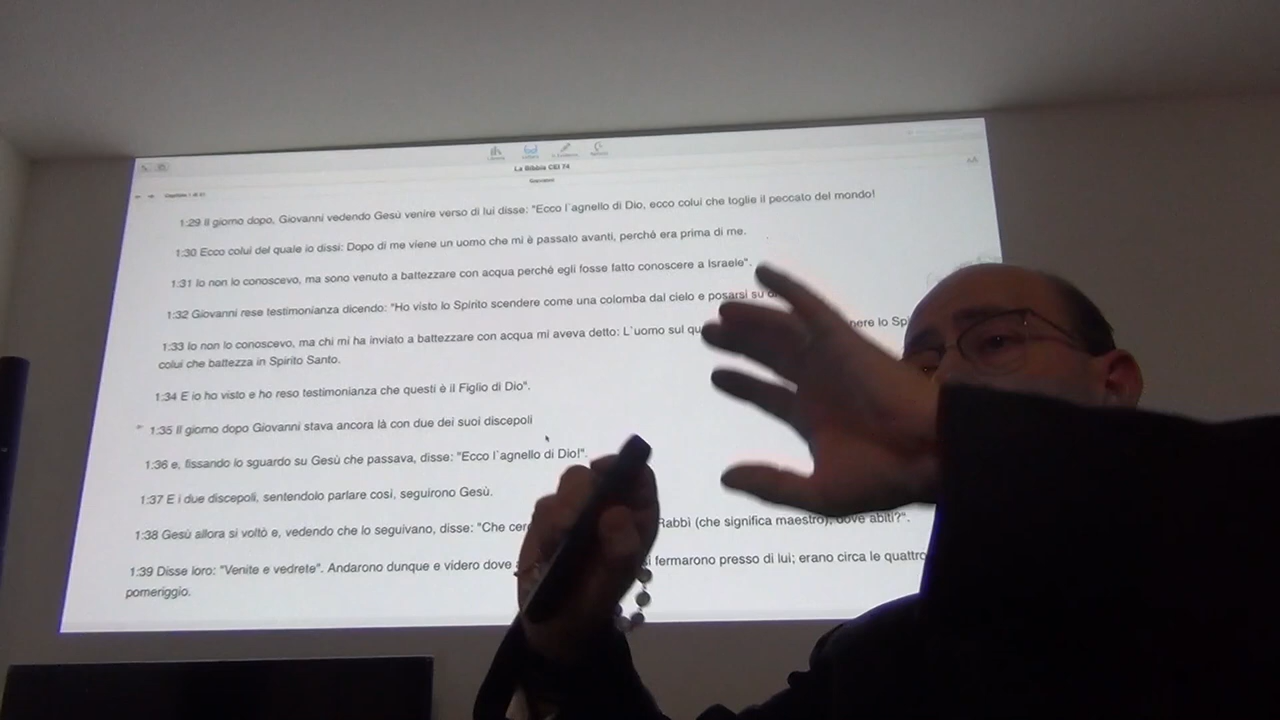 La Bibbia CEI 74
Giovanni
AA
1:29 Il giorno dopo, Giovanni vedendo Gesù venire verso di lui disse: "Ecco l`agnello di Dio, ecco colui che toglie il peccato del mondo!
1:30 Ecco colui del quale io dissi: Dopo di me viene un uomo che mi è passato avanti, perché era prima di me.
1:31 Io non lo conoscevo, ma sono venuto a battezzare con acqua perché egli fosse fatto conoscere a Israele".
1:32 Giovanni rese testimonianza dicendo: "Ho visto lo Spirito scendere come una colomba dal cielo e posarsi su
1:33 Io non lo conoscevo, ma chi mi ha inviato a battezzare con acqua mi aveva detto: L`uomo sul lo
colui che battezza in Spirito Santo.
1:34 E io ho visto e ho reso testimonianza che questi è il Figlio di Dio".
1:35 Il giorno dopo Giovanni stava ancora là con due dei suoi discepoli
1:36 e, fissando lo sguardo su Gesù che passava, disse: "Ecco l`agnello di Dio!".
1:37 E i due discepoli, sentendolo parlare così, seguirono Gesù.
1:38 Gesù allora si voltò e, vedendo che lo seguivano, disse: "Che Rabbì (che significa maestro), dove abiti?".
1:39 Disse loro: "Venite e vedrete". Andarono dunque e videro dove si fermarono presso di lui; erano circa le quattro
pomeriggio.